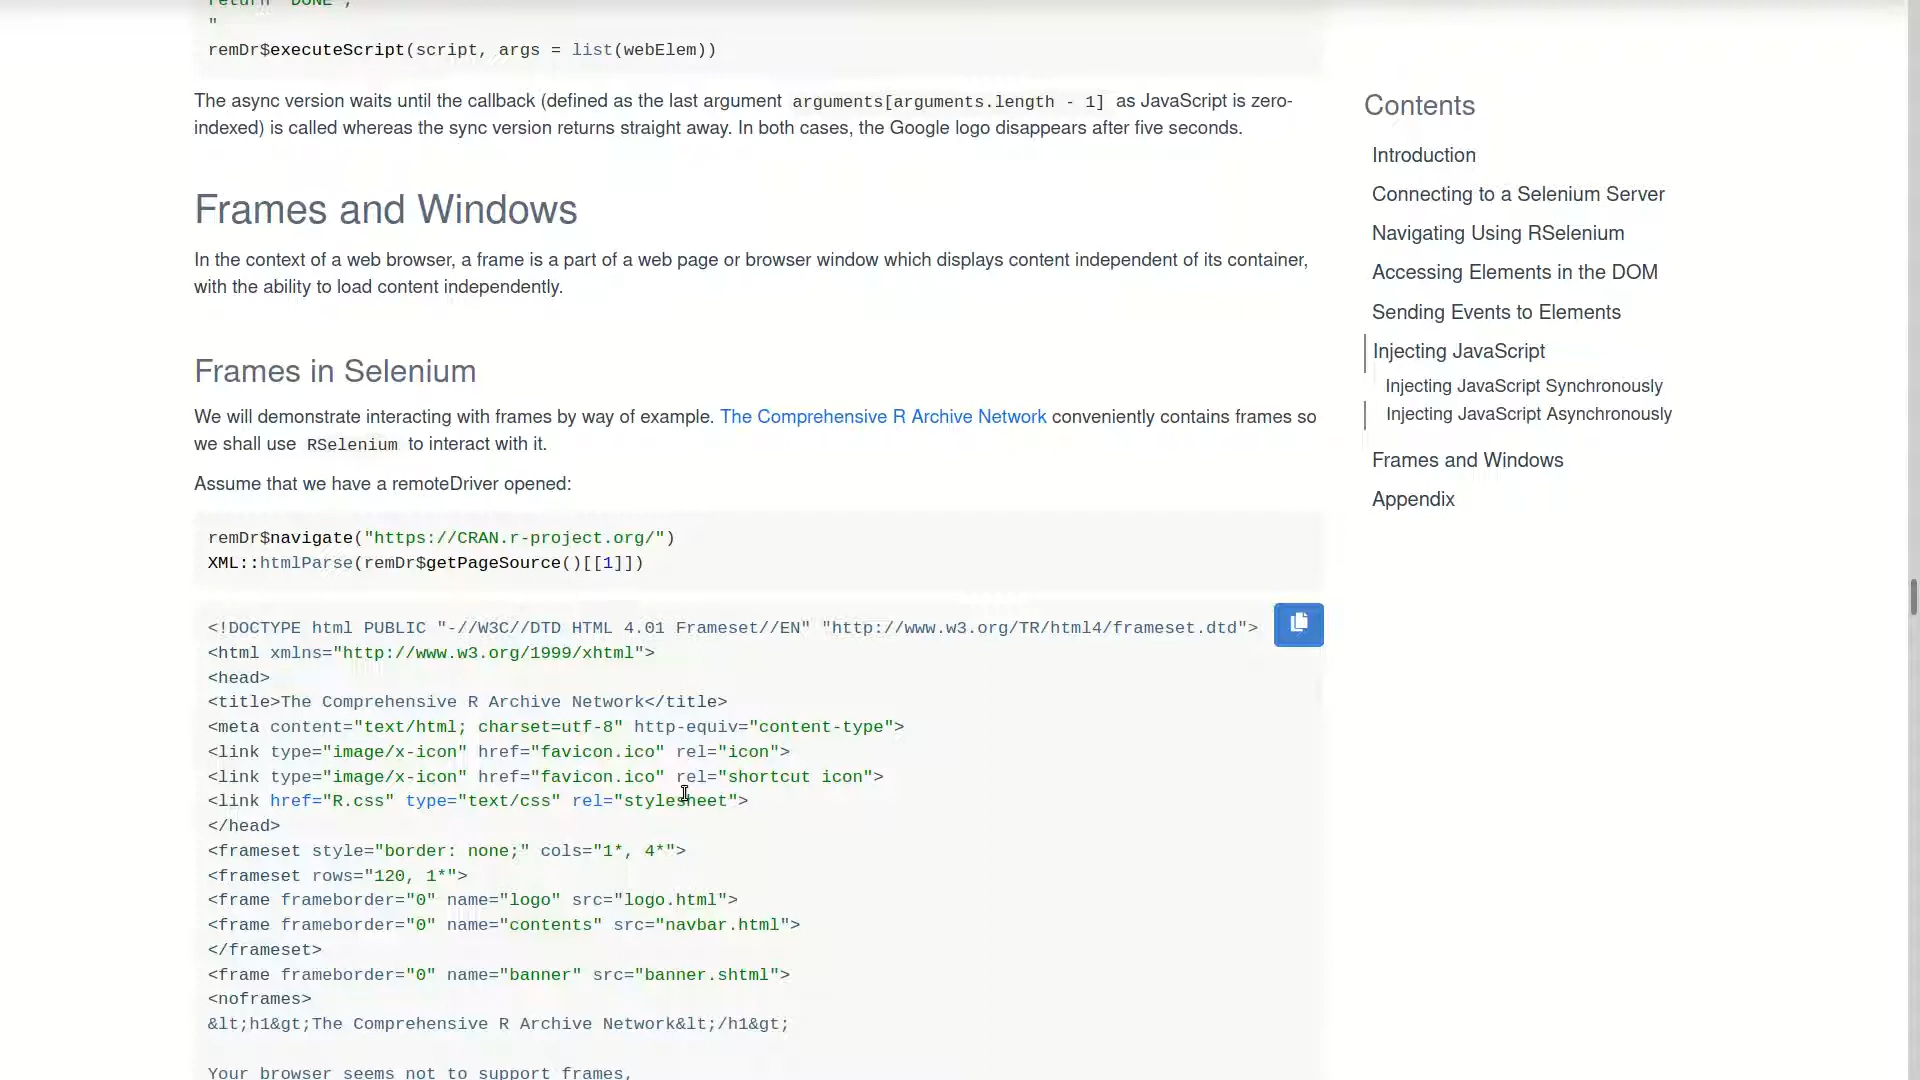 return "DONE";
"
remDr$executeScript(script, args = list(webElem))
The async version waits until the callback (defined as the last argument arguments[arguments.length - 1] as JavaScript is zero-
indexed) is called whereas the sync version returns straight away. In both cases, the Google logo disappears after five seconds.
Frames and Windows
In the context of a web browser, a frame is a part of a web page or browser window which displays content independent of its container,
with the ability to load content independently.
Frames in Selenium
We will demonstrate interacting with frames by way of example. The Comprehensive R Archive Network conveniently contains frames so
we shall use RSelenium to interact with it.
Assume that we have a remoteDriver opened:
remDr$navigate("https://CRAN.r-project.org/")
XML::htmlParse(remDr$getPageSource()[[1]])
<!DOCTYPE html PUBLIC "-//W3C//DTD HTML 4.01 Frameset//EN" "http://www.w3.org/TR/html4/frameset.dtd">
<html xmlns="http://www.w3.org/1999/xhtml">
<head>
<title>The Comprehensive R Archive Network</title>
<meta content="text/html; charset=utf-8" http-equiv="content-type">
<link type="image/x-icon" href="favicon.ico" rel="icon">
<link type="image/x-icon" href="favicon.ico" rel="shortcut icon">
<link href="R.css" type="text/css" rel="stylesheet">
</head>
<frameset style="border: none;" cols="1*, 4*">
<frameset rows="120, 1*">
<frame frameborder="0" name="logo" src="logo.html">
<frame frameborder="0" name="contents" src="navbar.html">
</frameset>
<frame frameborder="0" name="banner" src="banner.shtml">
<noframes>
&lt;h1&gt;The Comprehensive R Archive Network&lt;/h1&gt;
Your browser seems not to support frames,
Contents
Introduction
Connecting to a Selenium Server
Navigating Using RSelenium
Accessing Elements in the DOM
Sending Events to Elements
Injecting JavaScript
Injecting JavaScript Synchronously
Injecting JavaScript Asynchronously
Frames and Windows
Appendix